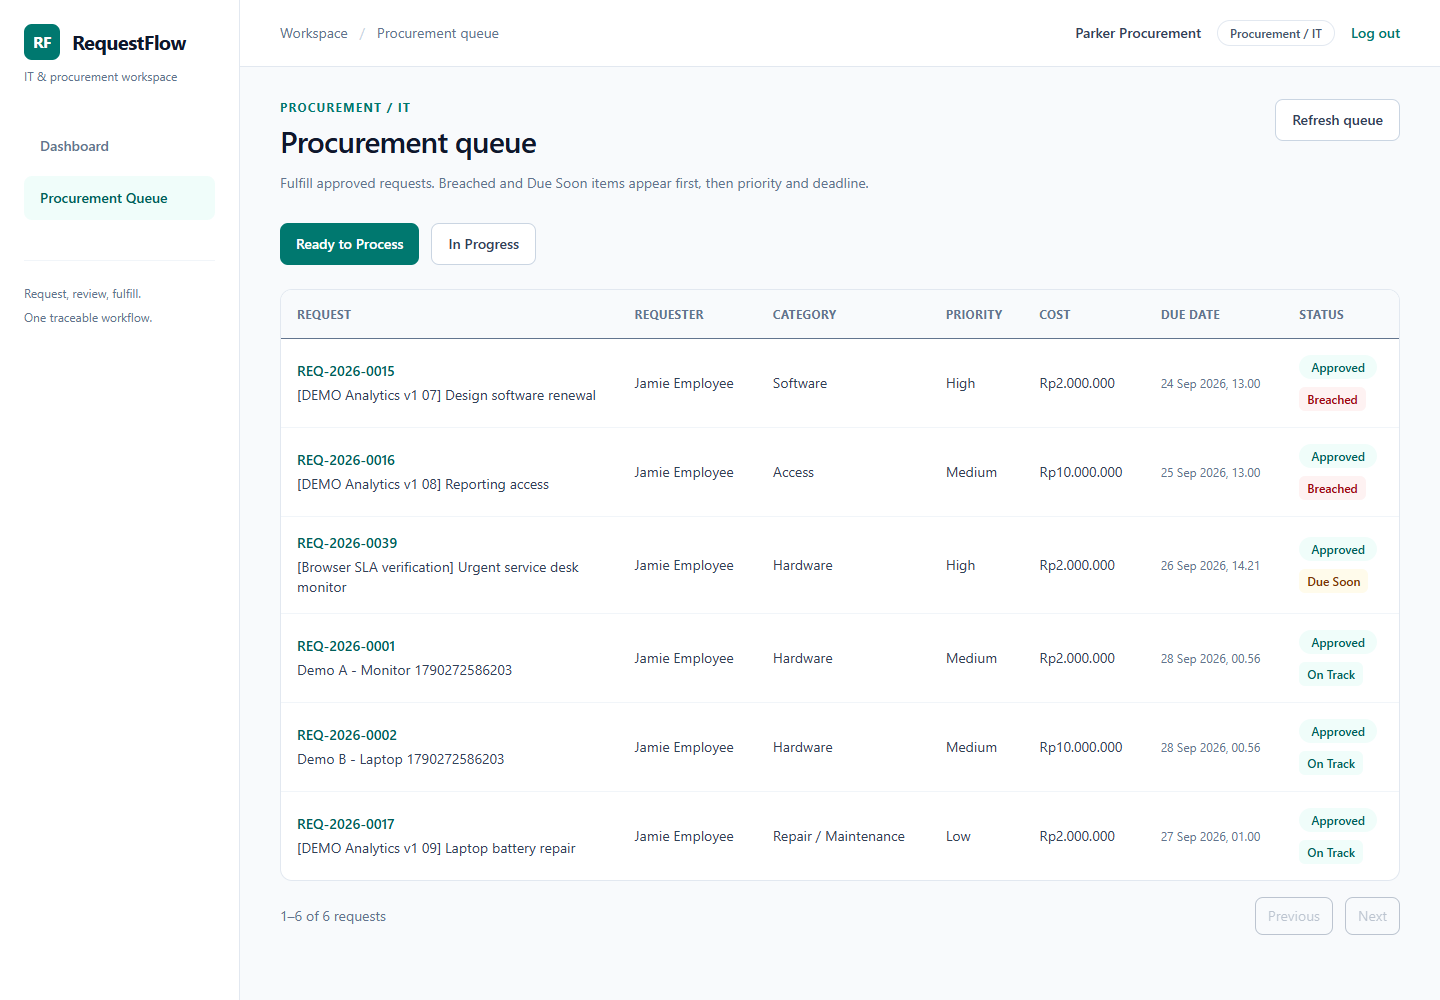 RF RequestFlow
IT & procurement workspace
Dashboard
Procurement Queue
Request, review, fulfill.
One traceable workflow.
Workspace / Procurement queue
Parker Procurement Procurement / IT Log out
PROCUREMENT / IT
Procurement queue
Refresh queue
Fulfill approved requests. Breached and Due Soon items appear first, then priority and deadline.
Ready to Process In Progress
REQUEST REQUESTER CATEGORY PRIORITY COST DUE DATE STATUS
REQ-2026-0015
[DEMO Analytics v1 07] Design software renewal
Jamie Employee Software High Rp2.000.000 24 Sep 2026, 13.00
Approved
Breached
REQ-2026-0016
[DEMO Analytics v1 08] Reporting access
Jamie Employee Access Medium Rp10.000.000 25 Sep 2026, 13.00
Approved
Breached
REQ-2026-0039
[Browser SLA verification] Urgent service desk
monitor
Jamie Employee Hardware High Rp2.000.000 26 Sep 2026, 14.21
Approved
Due Soon
REQ-2026-0001
Demo A - Monitor 1790272586203
Jamie Employee Hardware Medium Rp2.000.000 28 Sep 2026, 00.56
Approved
On Track
REQ-2026-0002
Demo B - Laptop 1790272586203
Jamie Employee Hardware Medium Rp10.000.000 28 Sep 2026, 00.56
Approved
On Track
REQ-2026-0017
[DEMO Analytics v1 09] Laptop battery repair
Jamie Employee Repair / Maintenance Low Rp2.000.000 27 Sep 2026, 01.00
Approved
On Track
1–6 of 6 requests
Previous Next